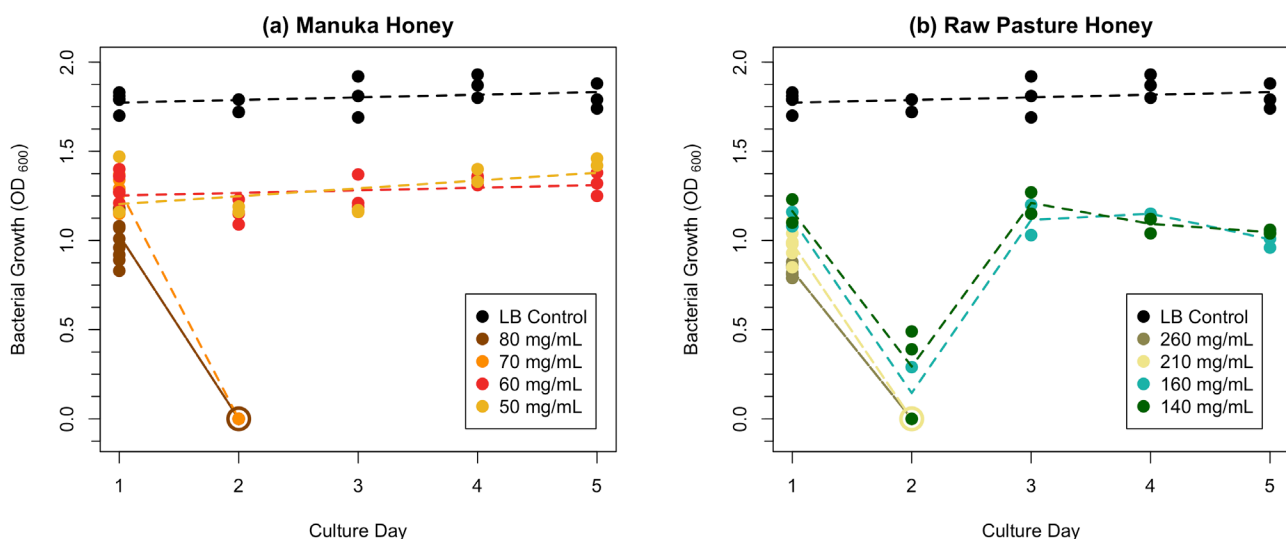 (a) Manuka Honey
Bacterial Growth (OD 600)
2.0
1.5
1.0
0.5
0.0
LB Control
80 mg/mL
70 mg/mL
60 mg/mL
50 mg/mL
1 2 3 4 5
Culture Day
(b) Raw Pasture Honey
Bacterial Growth (OD 600)
2.0
1.5
1.0
0.5
0.0
LB Control
260 mg/mL
210 mg/mL
160 mg/mL
140 mg/mL
1 2 3 4 5
Culture Day